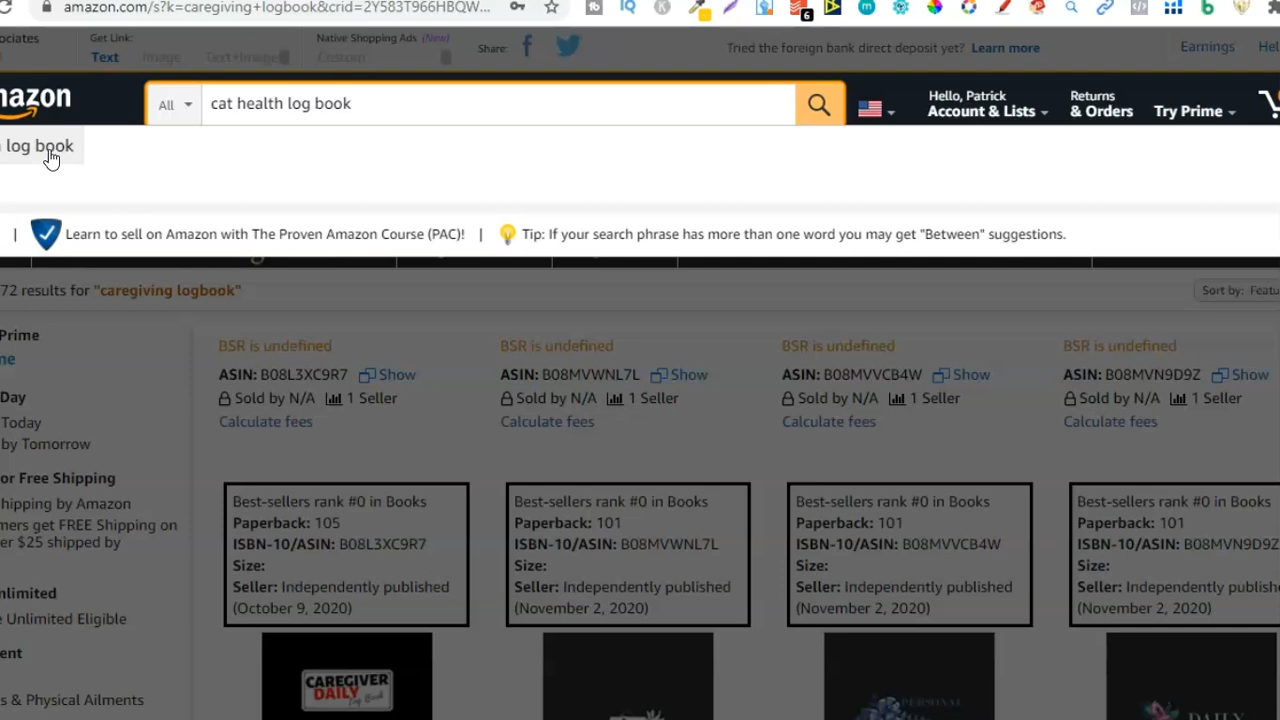 amazon.com/s?k=caregiving+logbook&crid=2Y583T966HBQW...
6
ociates
Get Link:
Text
Image
Text+Image
Native Shopping Ads (New)
Custom
Share:
Tried the foreign bank direct deposit yet? Learn more
Earnings
Hel
mazon
All
cat health log book
Hello, Patrick
Account & Lists
Returns
& Orders
Try Prime
log book
| Learn to sell on Amazon with The Proven Amazon Course (PAC)! | Tip: If your search phrase has more than one word you may get "Between" suggestions.
72 results for "caregiving logbook"
Sort by: Featu
Prime
me
Day
Today
by Tomorrow
or Free Shipping
hipping by Amazon
mers get FREE Shipping on
er $25 shipped by
nlimited
e Unlimited Eligible
ent
s & Physical Ailments
BSR is undefined
ASIN: B08L3XC9R7 Show
Sold by N/A 1 Seller
Calculate fees
Best-sellers rank #0 in Books
Paperback: 105
ISBN-10/ASIN: B08L3XC9R7
Size:
Seller: Independently published
(October 9, 2020)
CAREGIVER
DAILY
Log Book
BSR is undefined
ASIN: B08MVWNL7L Show
Sold by N/A 1 Seller
Calculate fees
Best-sellers rank #0 in Books
Paperback: 101
ISBN-10/ASIN: B08MVWNL7L
Size:
Seller: Independently published
(November 2, 2020)
BSR is undefined
ASIN: B08MVVCB4W Show
Sold by N/A 1 Seller
Calculate fees
Best-sellers rank #0 in Books
Paperback: 101
ISBN-10/ASIN: B08MVVCB4W
Size:
Seller: Independently published
(November 2, 2020)
PERSONAL
BSR is undefined
ASIN: B08MVN9D9Z Show
Sold by N/A 1 Seller
Calculate fees
Best-sellers rank #0 in Books
Paperback: 101
ISBN-10/ASIN: B08MVN9D9Z
Size:
Seller: Independently published
(November 2, 2020)
DAILY